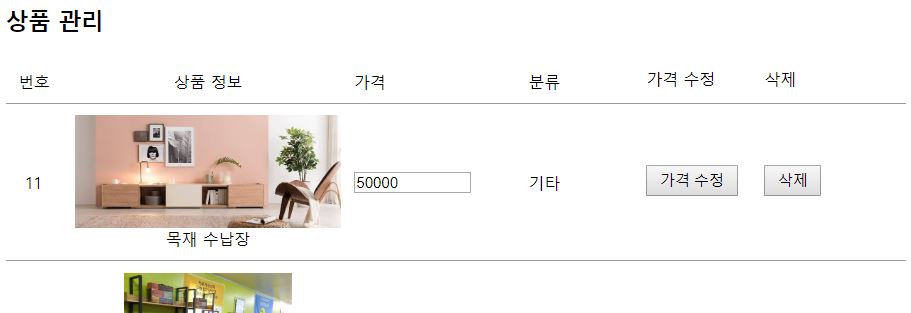 상품 관리
번호 상품 정보 가격 분류 가격 수정 삭제
11 50000 기타 가격 수정 삭제
목재 수납장